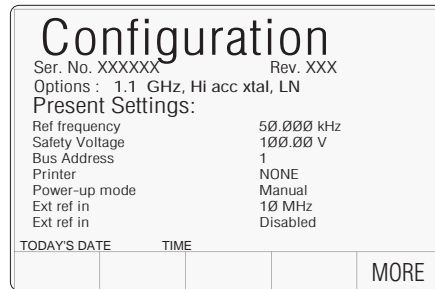 Configuration
Ser. No. XXXXXX Rev. XXX
Options : 1.1 GHz, Hi acc xtal, LN
Present Settings:
Ref frequency 5Ø.ØØØ kHz
Safety Voltage 1ØØ.ØØ V
Bus Address 1
Printer NONE
Power-up mode Manual
Ext ref in 1Ø MHz
Ext ref in Disabled
TODAY'S DATE TIME
MORE